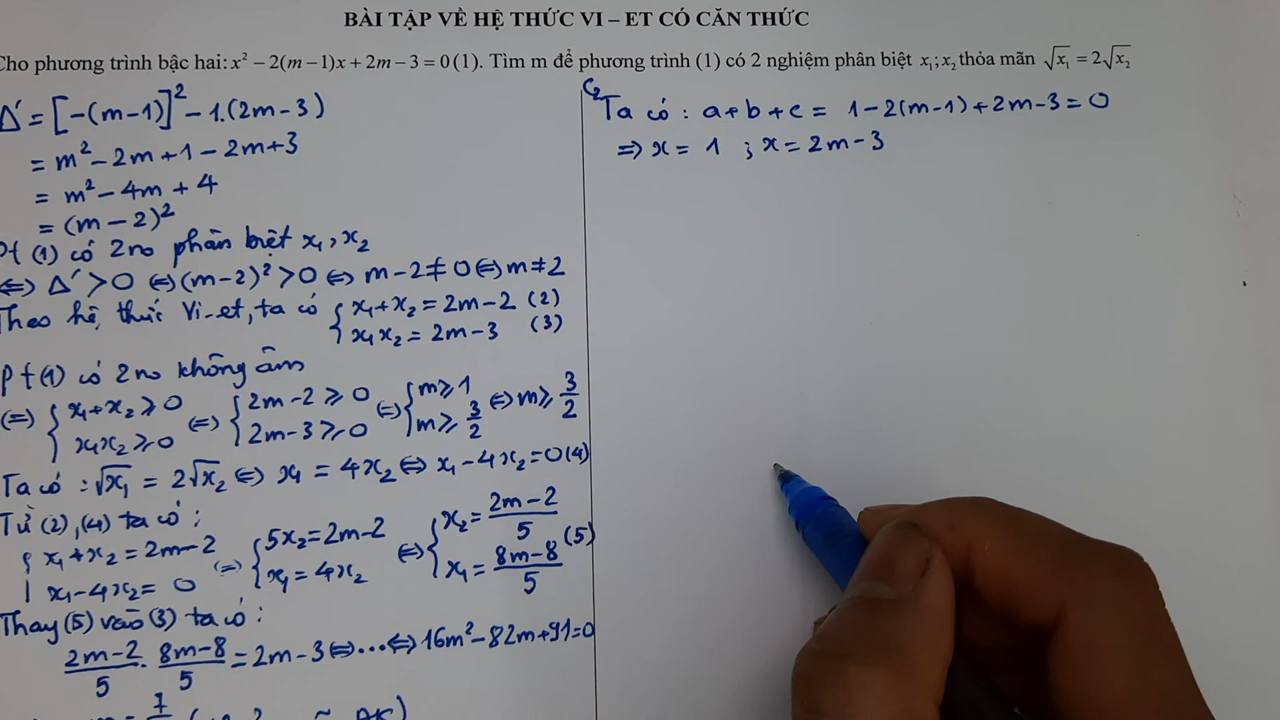 BÀI TẬP VỀ HỆ THỨC VI – ET CÓ CĂN THỨC
Cho phương trình bậc hai: x² − 2(m−1)x + 2m − 3 = 0 (1). Tìm m để phương trình (1) có 2 nghiệm phân biệt x₁; x₂ thỏa mãn √x₁ = 2√x₂
Δ' = [−(m−1)]² − 1.(2m−3)
= m² − 2m + 1 − 2m + 3
= m² − 4m + 4
= (m − 2)²
Pt (1) có 2 no phân biệt x₁, x₂
⇔ Δ' > 0 ⇔ (m−2)² > 0 ⇔ m − 2 ≠ 0 ⇔ m ≠ 2
Theo hệ thức Vi-et, ta có { x₁ + x₂ = 2m − 2 (2)
x₁x₂ = 2m − 3 (3)
Pt (1) có 2 no không âm
⇔ { x₁ + x₂ ⩾ 0 ⇔ { 2m − 2 ⩾ 0 ⇔ { m ⩾ 1 ⇔ m ⩾ 3/2
x₁x₂ ⩾ 0 2m − 3 ⩾ 0 m ⩾ 3/2
Ta có : √x₁ = 2√x₂ ⇔ x₁ = 4x₂ ⇔ x₁ − 4x₂ = 0 (4)
Từ (2), (4) ta có :
{ x₁ + x₂ = 2m − 2 ⇔ { 5x₂ = 2m − 2 ⇔ { x₂ = (2m − 2)/5
x₁ − 4x₂ = 0 x₁ = 4x₂ x₁ = (8m − 8)/5 (5)
Thay (5) vào (3) ta có :
(2m − 2)/5 . (8m − 8)/5 = 2m − 3 ⇔ ... ⇔ 16m² − 82m + 91 = 0
C₂
Ta có : a + b + c = 1 − 2(m−1) + 2m − 3 = 0
⇒ x = 1 ; x = 2m − 3